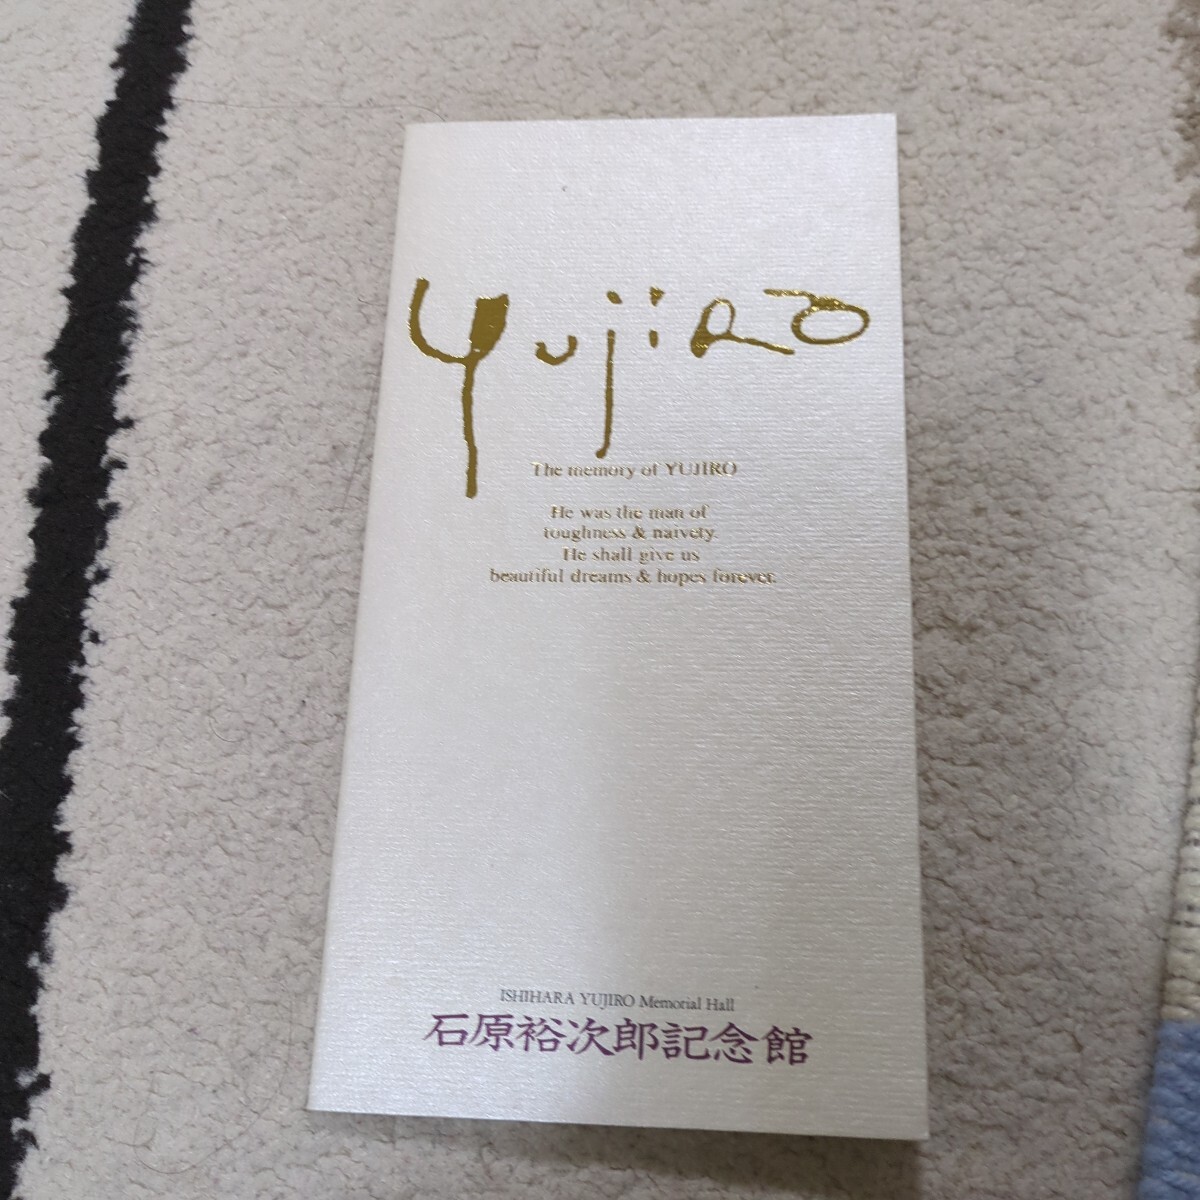 yujiRo
The memory of YUJIRO
He was the man of
toughness & naivety.
He shall give us
beautiful dreams & hopes forever.
ISHIHARA YUJIRO Memorial Hall
石原裕次郎記念館